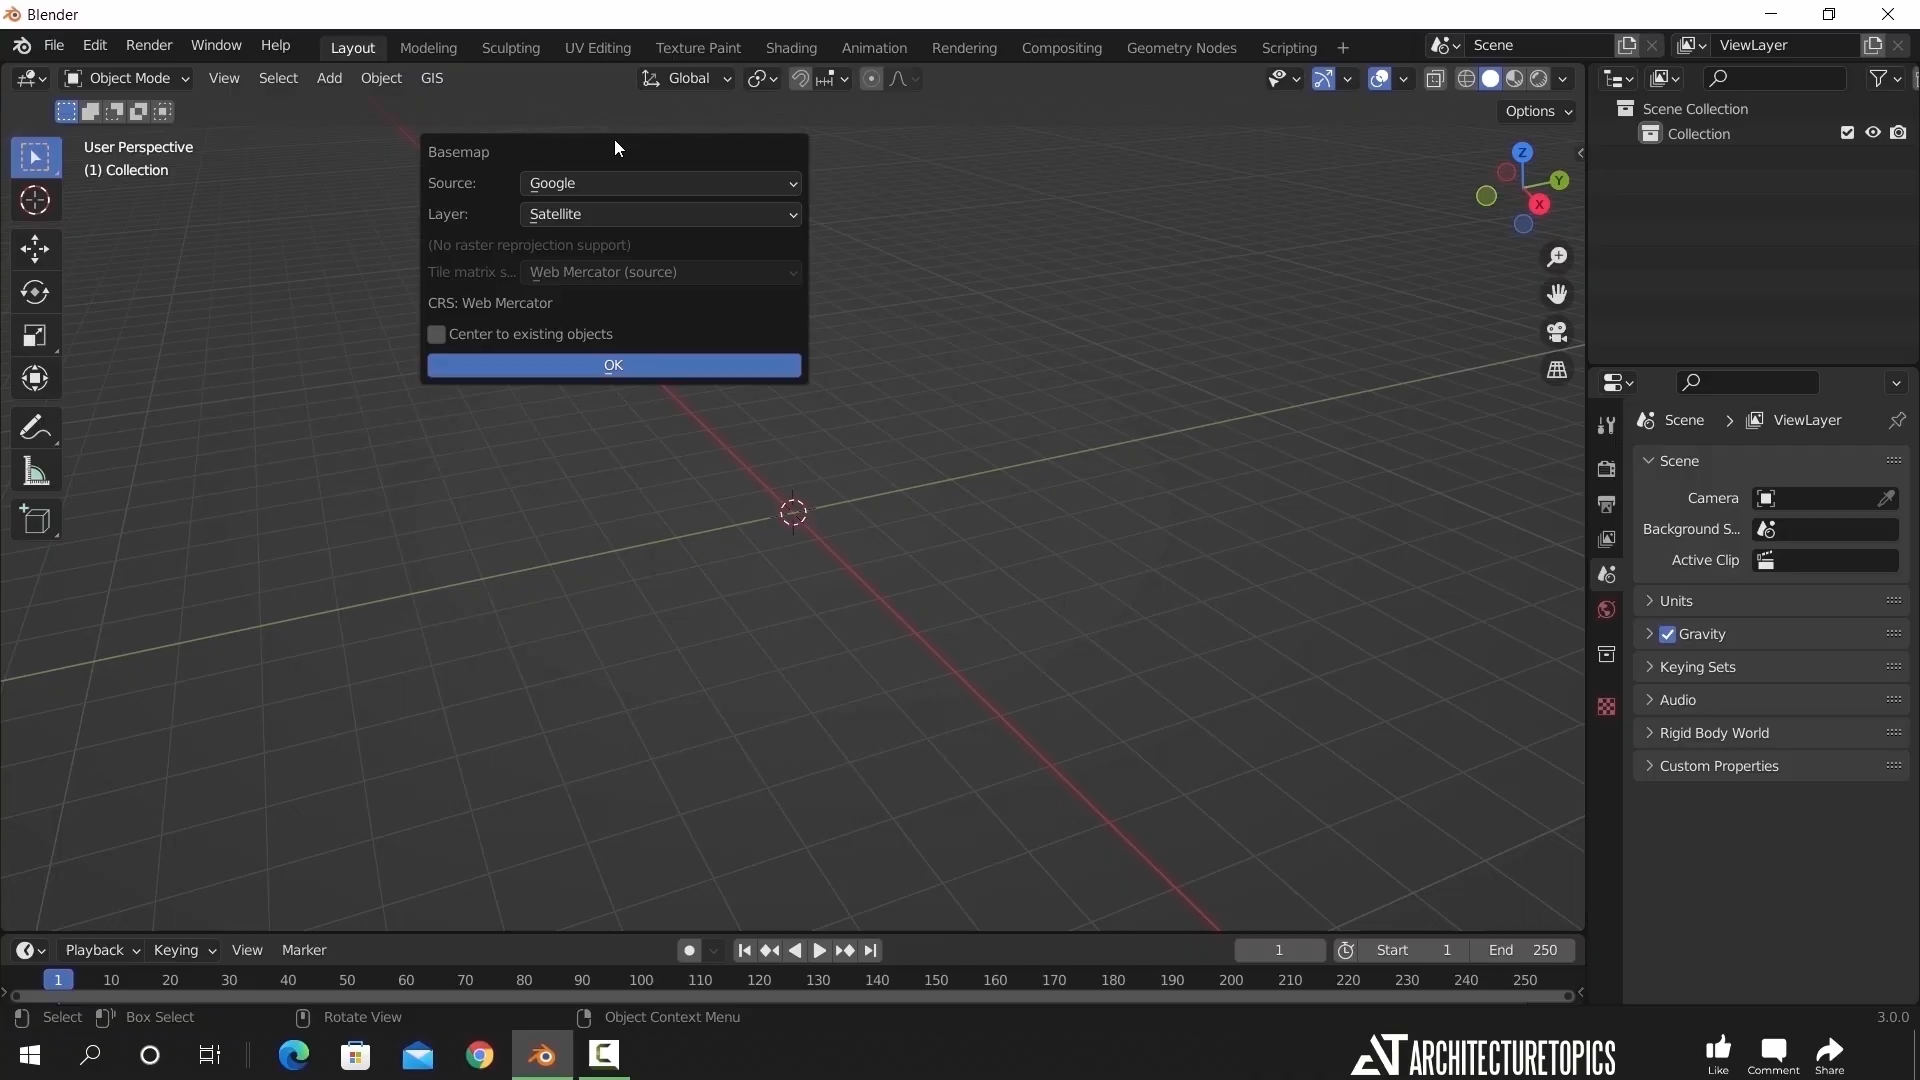 Blender
File Edit Render Window Help Layout Modeling Sculpting UV Editing Texture Paint Shading Animation Rendering Compositing Geometry Nodes Scripting + Scene ViewLayer
Object Mode View Select Add Object GIS Global
Options
User Perspective
(1) Collection
Basemap
Source: Google
Layer: Satellite
(No raster reprojection support)
Tile matrix s... Web Mercator (source)
CRS: Web Mercator
Center to existing objects
OK
Z
Y
X
Scene Collection
Collection
Scene > ViewLayer
Scene
Camera
Background S...
Active Clip
Units
Gravity
Keying Sets
Audio
Rigid Body World
Custom Properties
Playback Keying View Marker 1 Start 1 End 250
1 10 20 30 40 50 60 70 80 90 100 110 120 130 140 150 160 170 180 190 200 210 220 230 240 250
Select Box Select Rotate View Object Context Menu 3.0.0
ARCHITECTURETOPICS
Like Comment Share